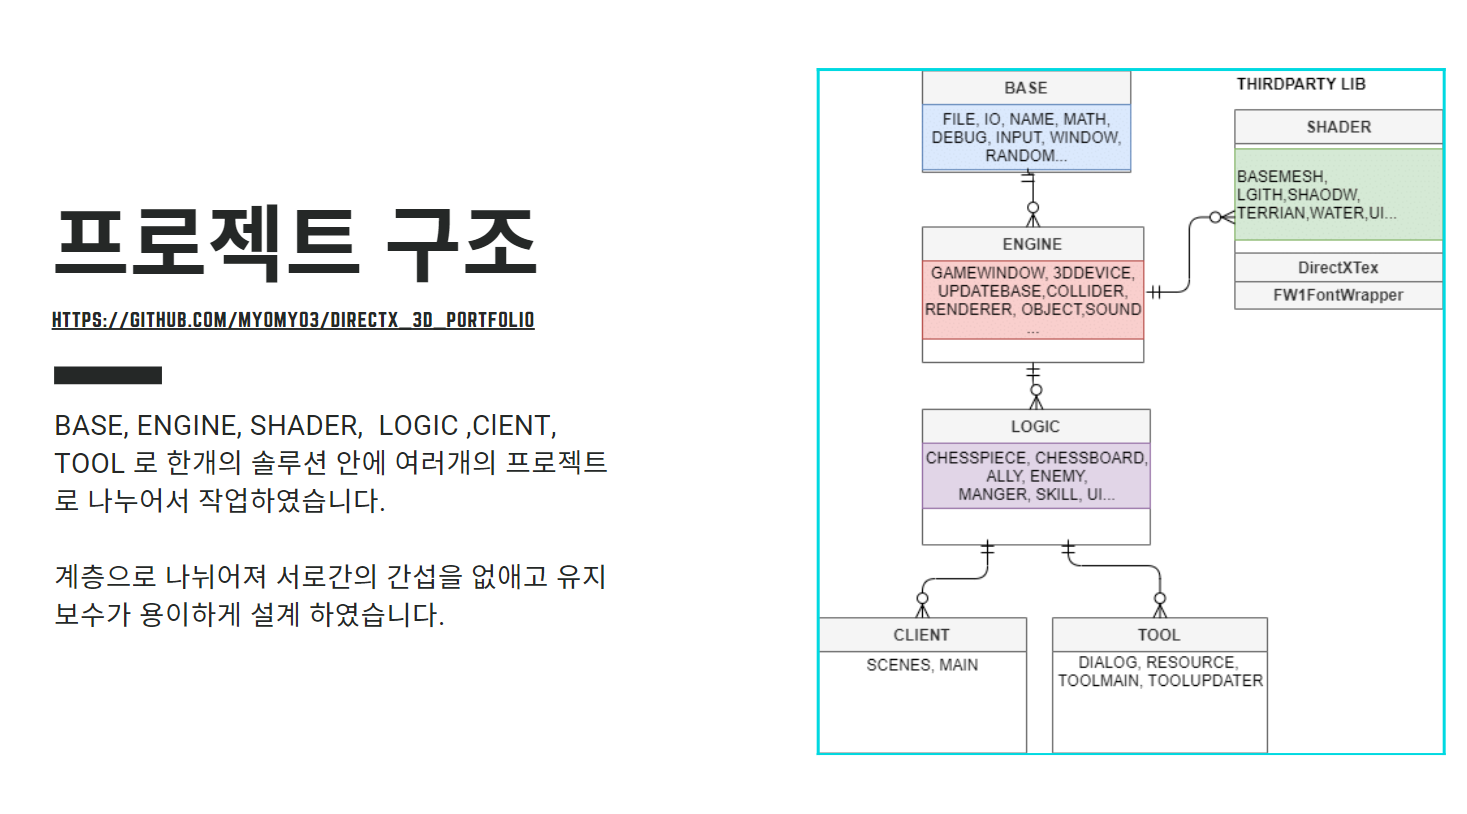 프로젝트 구조
HTTPS://GITHUB.COM/MYOMYO3/DIRECTX_3D_PORTFOLIO
BASE, ENGINE, SHADER,  LOGIC ,ClENT,
TOOL 로 한개의 솔루션 안에 여러개의 프로젝트
로 나누어서 작업하였습니다.
계층으로 나뉘어져 서로간의 간섭을 없애고 유지
보수가 용이하게 설계 하였습니다.
BASE
FILE, IO, NAME, MATH,
DEBUG, INPUT, WINDOW,
RANDOM...
THIRDPARTY LIB
SHADER
BASEMESH,
LGITH,SHAODW,
TERRIAN,WATER,UI...
DirectXTex
FW1FontWrapper
ENGINE
GAMEWINDOW, 3DDEVICE,
UPDATEBASE,COLLIDER,
RENDERER, OBJECT,SOUND
...
LOGIC
CHESSPIECE, CHESSBOARD,
ALLY, ENEMY,
MANGER, SKILL, UI...
CLIENT
SCENES, MAIN
TOOL
DIALOG, RESOURCE,
TOOLMAIN, TOOLUPDATER